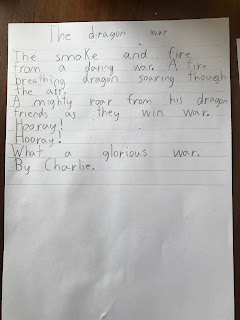 The dragon war
The smoke and fire
from a daring war. A fire
breathing dragon soaring though
the air.
A mighty roar from his dragon
friends as they win war.
Hooray!
Hooray!
What a glorious war.
By Charlie.